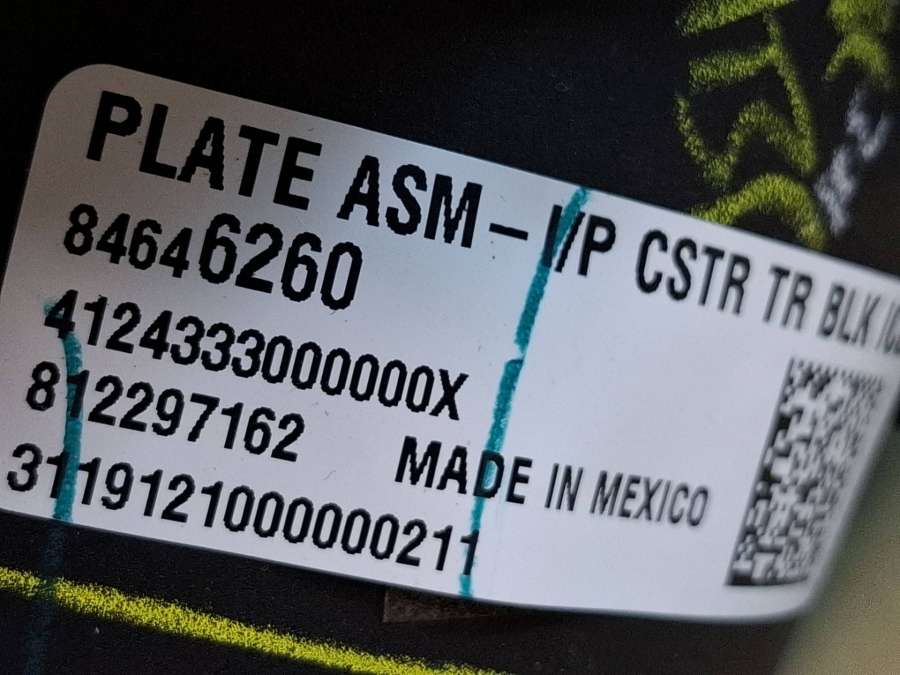 PLATE ASM – I/P CSTR TR BLK
84646260
4124333000000X
812297162
MADE IN MEXICO
3119121000000211